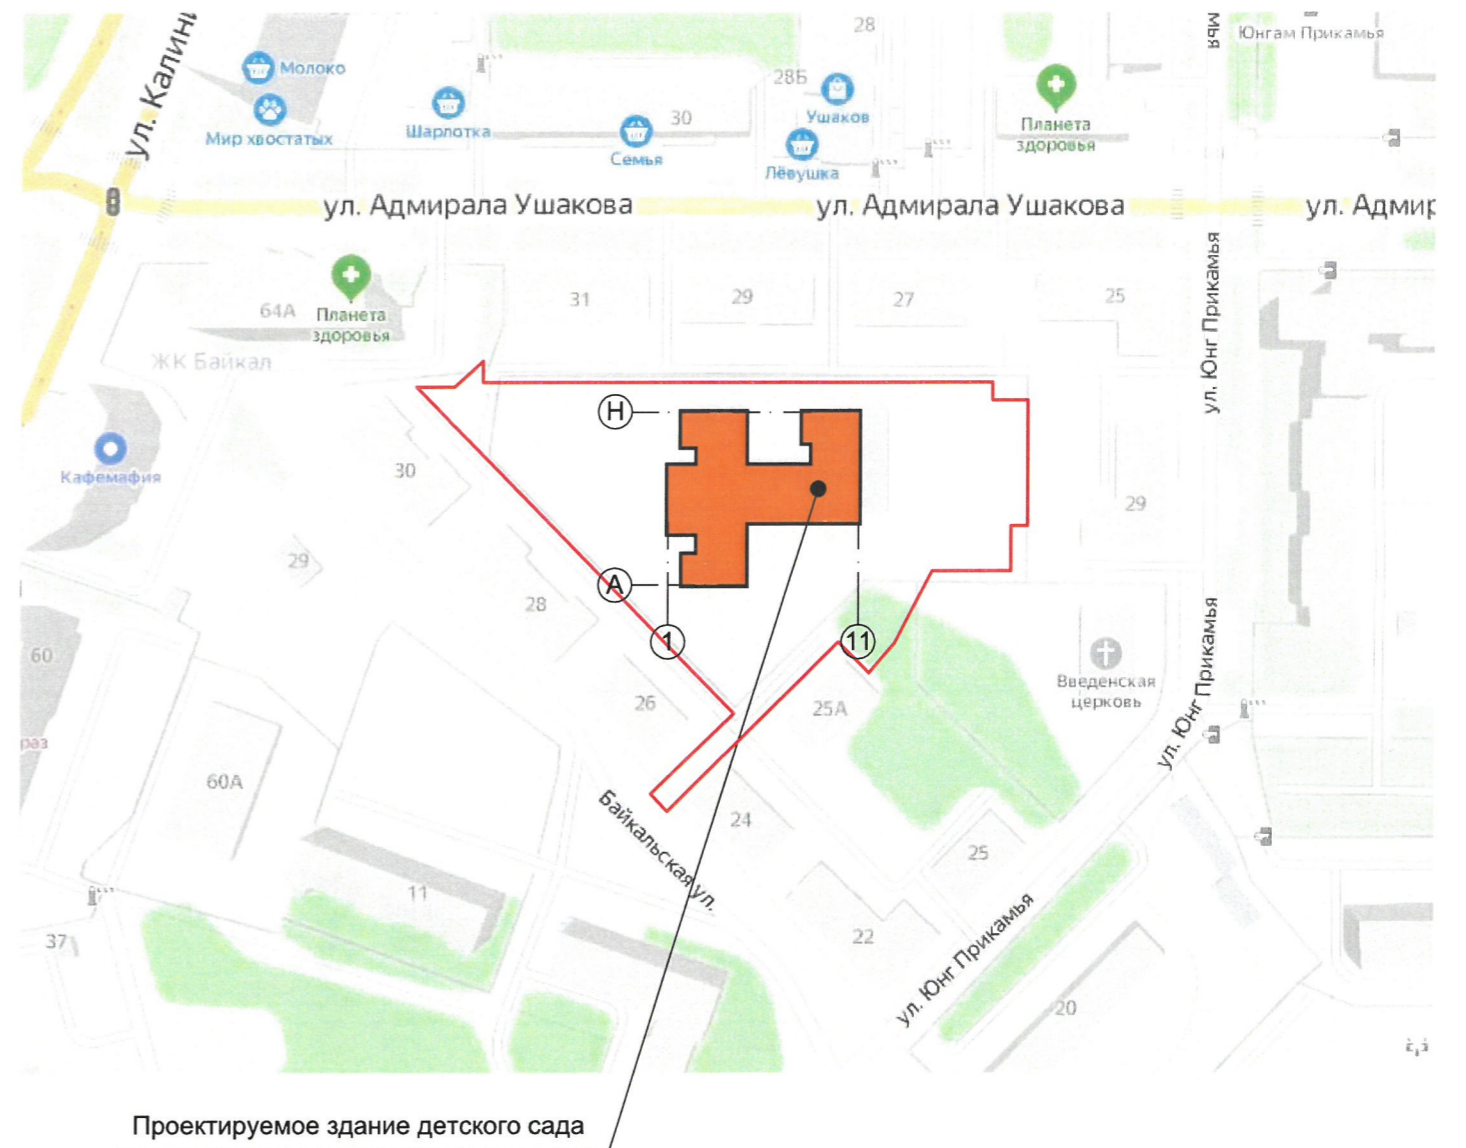 28
Юнгам Прикамья
ул. Калин
Молоко
28Б
Мир хвостатых
Шарлотка
30
Семья
Ушаков
Лёвушка
Планета
здоровья
ул. Адмирала Ушакова
ул. Адмирала Ушакова
ул. Адмир
64А
Планета
здоровья
31
29
27
25
ул. Юнг Прикамья
ЖК Байкал
Н
Кафемафия
30
29
29
А
28
1
11
60
26
25А
Введенская
церковь
ул. Юнг Прикамья
раз
60А
Байкальская ул.
24
25
11
22
ул. Юнг Прикамья
37
20
Проектируемое здание детского сада